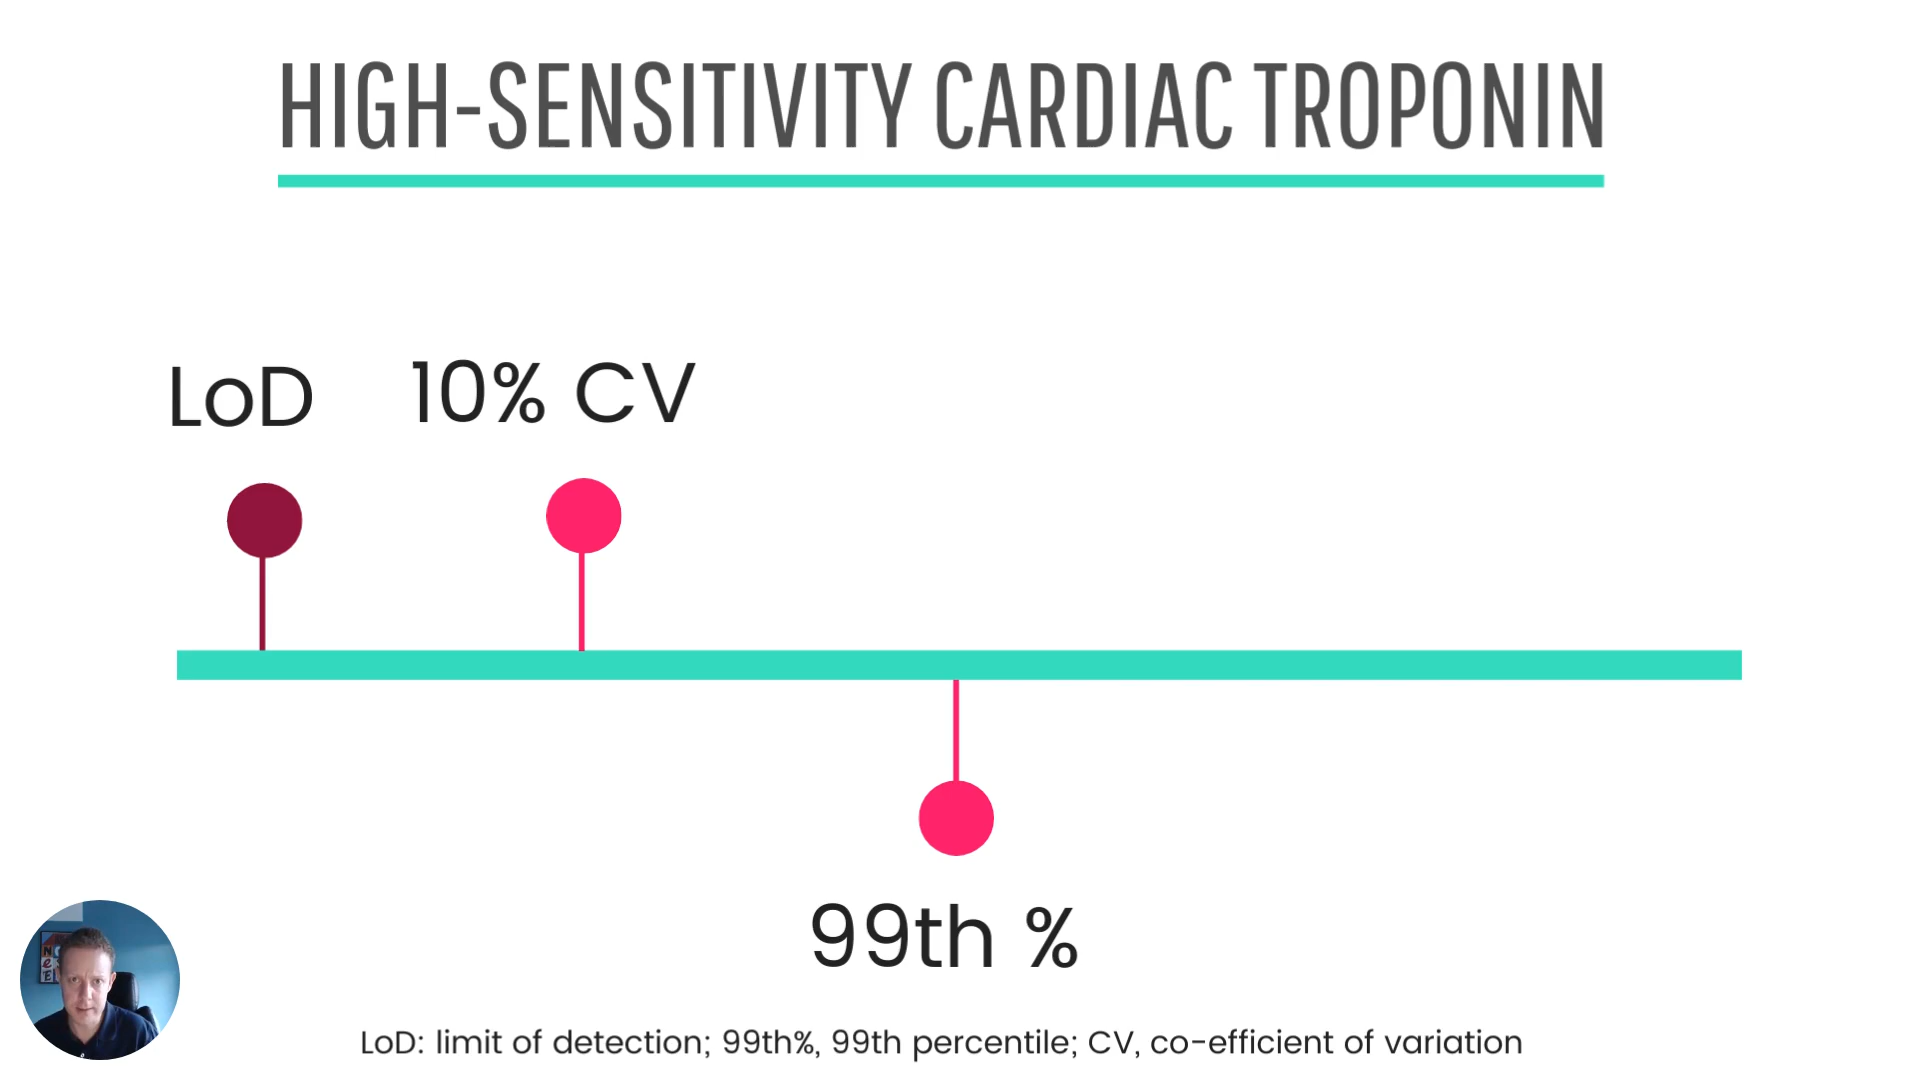 HIGH-SENSITIVITY CARDIAC TROPONIN
LoD 10% CV
99th %
LoD: limit of detection; 99th%, 99th percentile; CV, co-efficient of variation